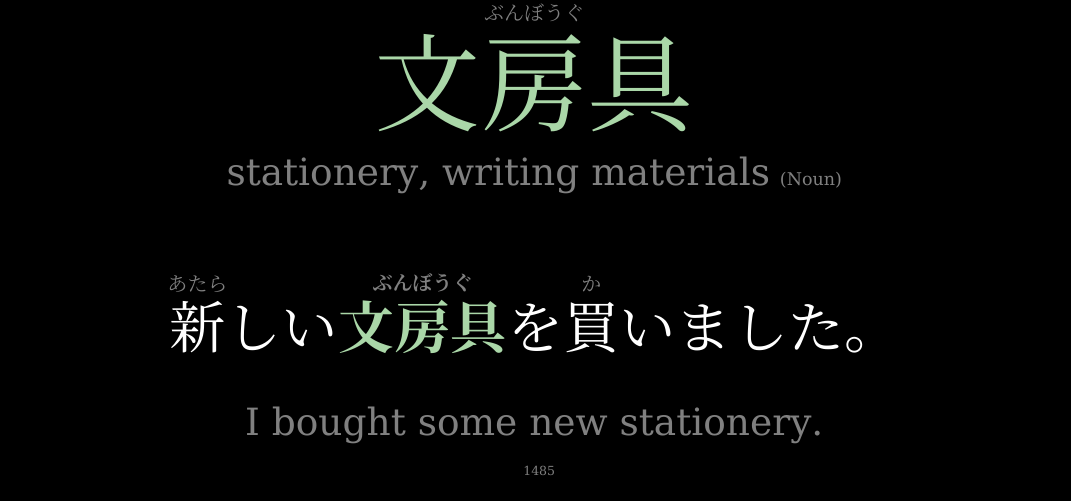 ぶんぼうぐ
文房具
stationery, writing materials (Noun)
あたら ぶんぼうぐ か
新しい文房具を買いました。
I bought some new stationery.
1485